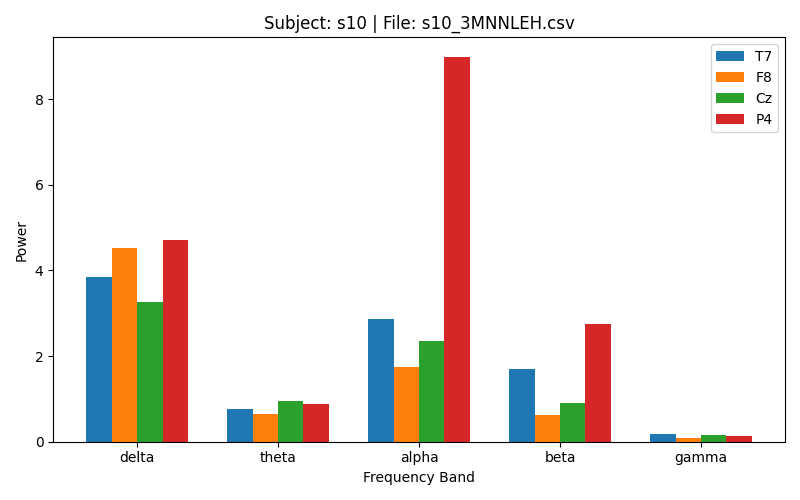 Subject: s10 | File: s10_3MNNLEH.csv
T7
F8
Cz
P4
Power
8
6
4
2
0
delta theta alpha beta gamma
Frequency Band